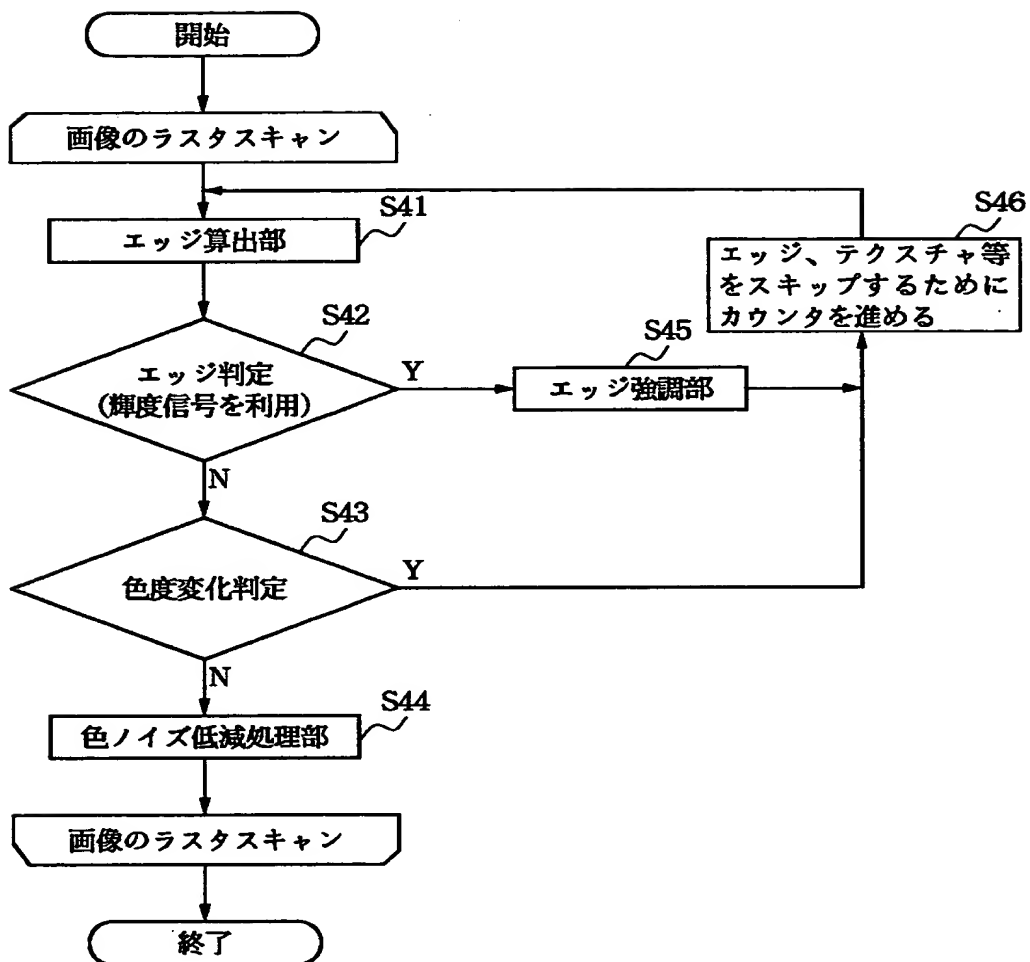 開始
画像のラスタスキャン
S41
エッジ算出部
S46
エッジ、テクスチャ等
をスキップするために
カウンタを進める
S42
エッジ判定
(輝度信号を利用)
Y
S45
エッジ強調部
N
S43
色度変化判定
Y
N
S44
色ノイズ低減処理部
画像のラスタスキャン
終了